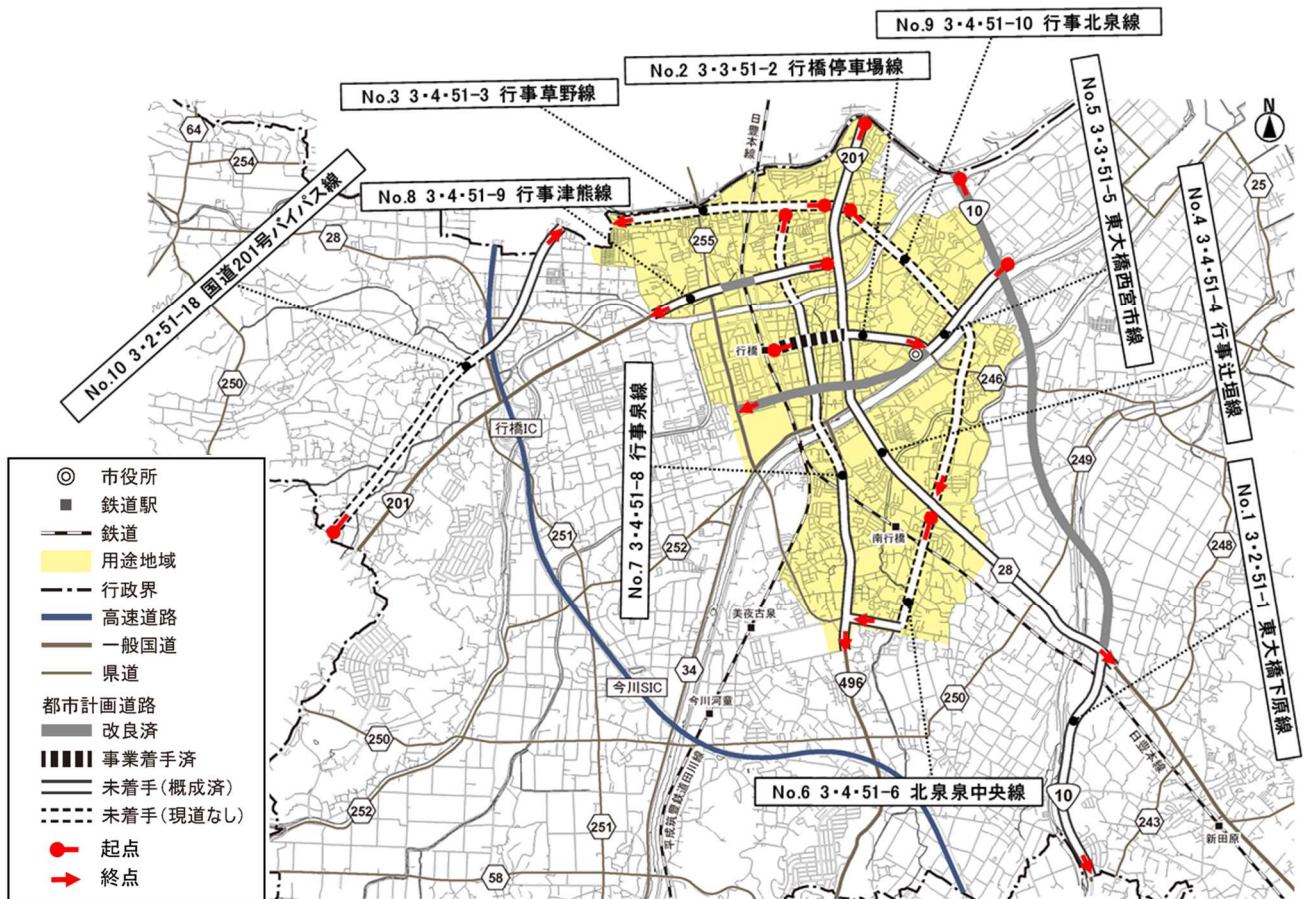 No.9 3・4・51-10 行事北泉線
No.2 3・3・51-2 行橋停車場線
No.3 3・4・51-3 行事草野線
No.8 3・4・51-9 行事津熊線
No.10 3・2・51-18 国道201号バイパス線
No.5 3・3・51-5 東大橋西宮市線
No.4 3・4・51-4 行事辻垣線
No.1 3・2・51-1 東大橋下原線
No.7 3・4・51-8 行事泉線
No.6 3・4・51-6 北泉泉中央線
N
64
254
28
250
201
255
日豊本線
201
10
25
行橋
246
249
248
行橋IC
251
252
南行橋
28
美夜古泉
34
今川SIC
今川河童
496
250
250
252
251
58
平成筑豊鉄道田川線
日豊本線
10
243
新田原
市役所
鉄道駅
鉄道
用途地域
行政界
高速道路
一般国道
県道
都市計画道路
改良済
事業着手済
未着手(概成済)
未着手(現道なし)
起点
終点